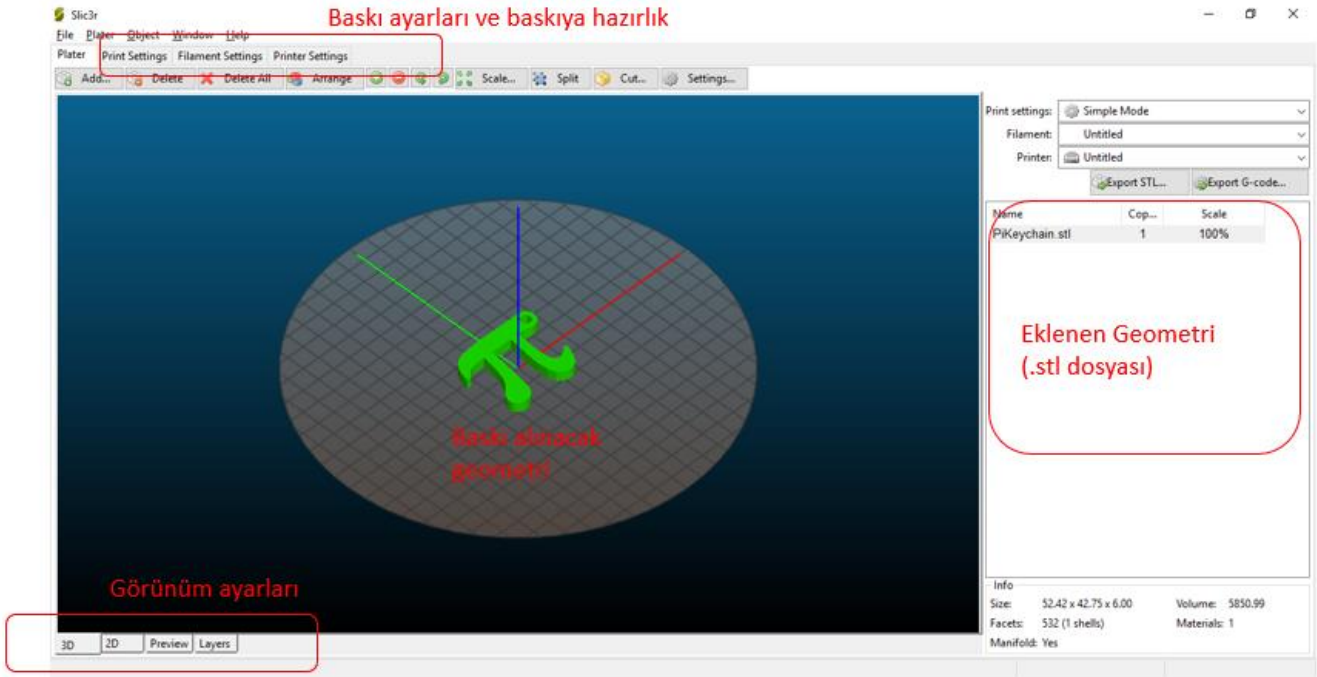 Slic3r
Baskı ayarları ve baskıya hazırlık
File Plater Object Window Help
Plater Print Settings Filament Settings Printer Settings
Add... Delete Delete All Arrange Scale... Split Cut... Settings...
Print settings: Simple Mode
Filament: Untitled
Printer: Untitled
Export STL... Export G-code...
Name Cop... Scale
PiKeychain.stl 1 100%
Eklenen Geometri
(.stl dosyası)
Baskı alınacak
geometri
Görünüm ayarları
3D 2D Preview Layers
Info
Size: 52.42 x 42.75 x 6.00 Volume: 5850.99
Facets: 532 (1 shells) Materials: 1
Manifold: Yes